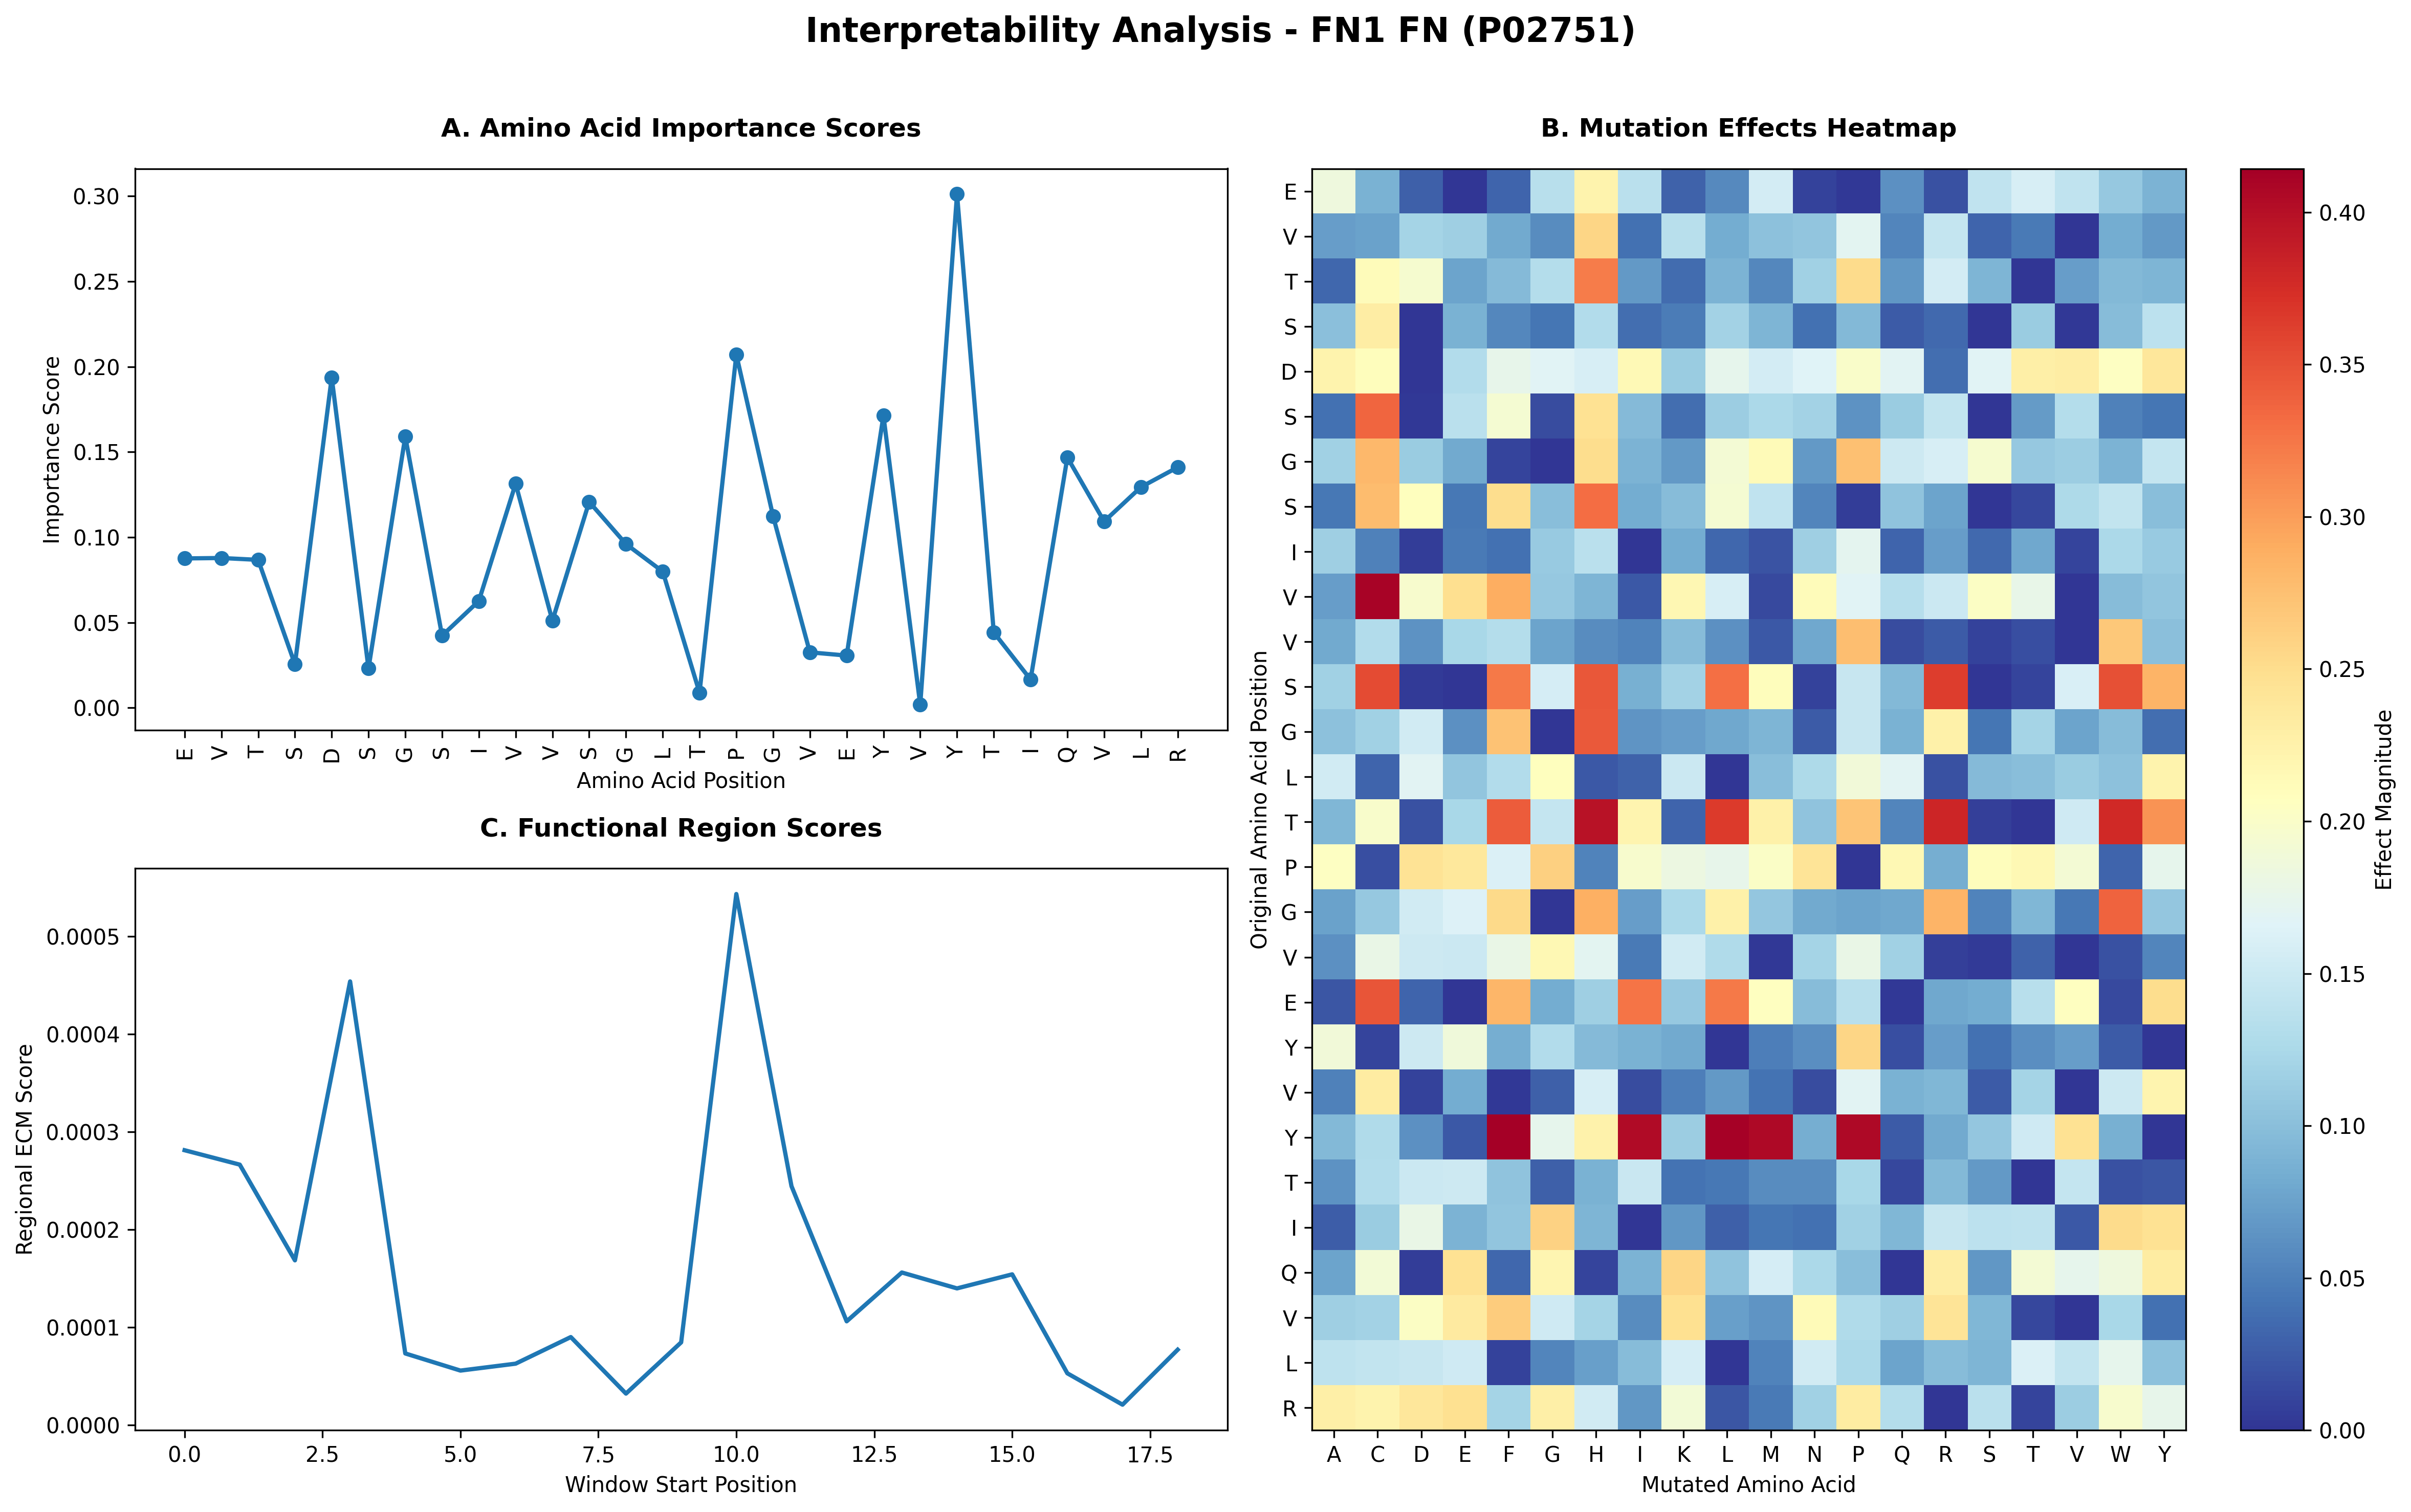 Interpretability Analysis - FN1 FN (P02751)
A. Amino Acid Importance Scores
Importance Score
0.30
0.25
0.20
0.15
0.10
0.05
0.00
E V T S D S G S I V V S G L T P G V E Y V Y T I Q V L R
Amino Acid Position
C. Functional Region Scores
Regional ECM Score
0.0005
0.0004
0.0003
0.0002
0.0001
0.0000
0.0 2.5 5.0 7.5 10.0 12.5 15.0 17.5
Window Start Position
B. Mutation Effects Heatmap
Original Amino Acid Position
E
V
T
S
D
S
G
S
I
V
V
S
G
L
T
P
G
V
E
Y
V
Y
T
I
Q
V
L
R
A C D E F G H I K L M N P Q R S T V W Y
Mutated Amino Acid
0.40
0.35
0.30
0.25
0.20
0.15
0.10
0.05
0.00
Effect Magnitude